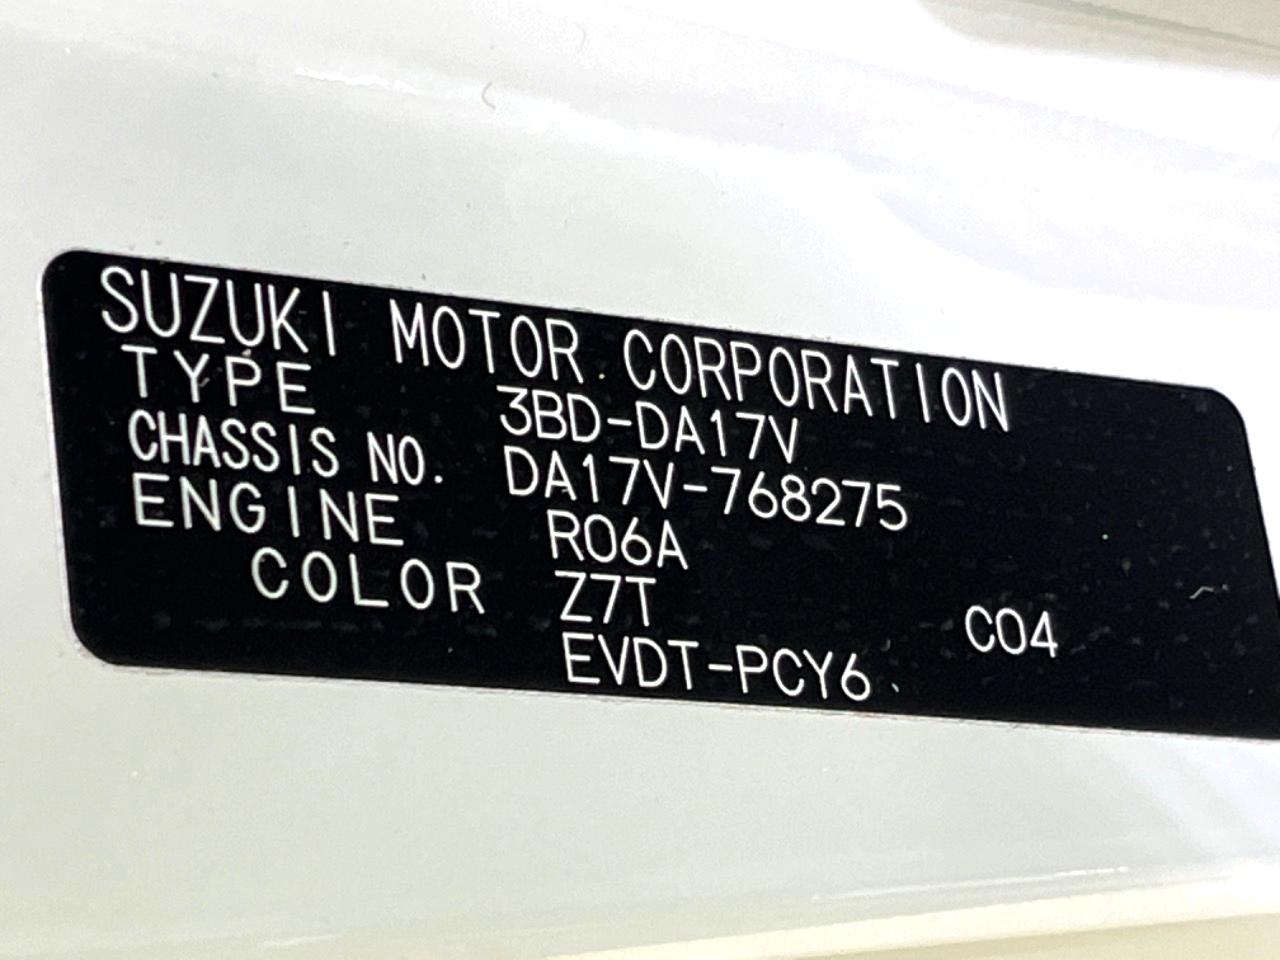 SUZUKI MOTOR CORPORATION
TYPE 3BD-DA17V
CHASSIS NO. DA17V-768275
ENGINE R06A
COLOR Z7T C04
EVDT-PCY6